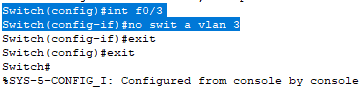 Switch(config)#int f0/3
Switch(config-if)#no swit a vlan 3
Switch(config-if)#exit
Switch(config)#exit
Switch#
%SYS-5-CONFIG_I: Configured from console by console